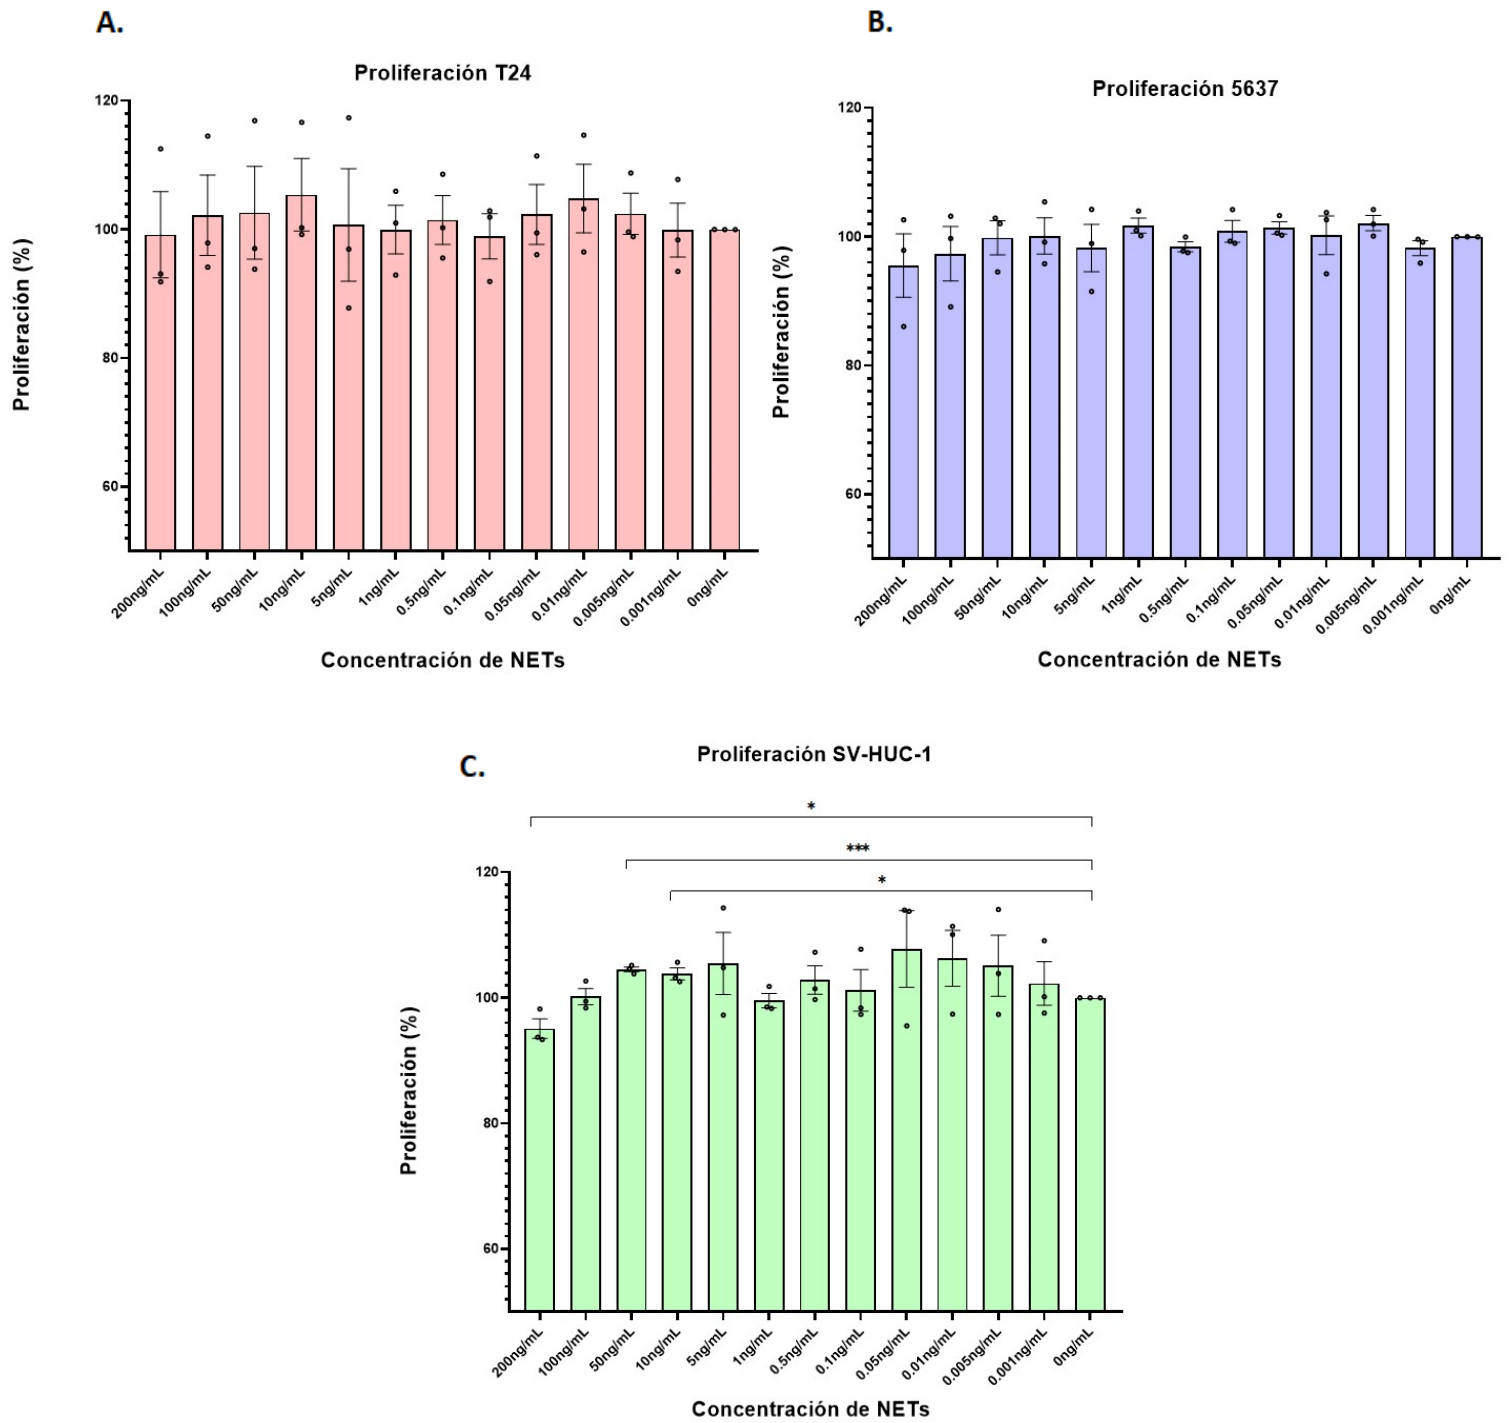 A.
Proliferación T24
Proliferación (%)
120
100
80
60
200ng/mL
100ng/mL
50ng/mL
10ng/mL
5ng/mL
1ng/mL
0.5ng/mL
0.1ng/mL
0.05ng/mL
0.01ng/mL
0.005ng/mL
0.001ng/mL
0ng/mL
Concentración de NETs
B.
Proliferación 5637
Proliferación (%)
120
100
80
60
200ng/mL
100ng/mL
50ng/mL
10ng/mL
5ng/mL
1ng/mL
0.5ng/mL
0.1ng/mL
0.05ng/mL
0.01ng/mL
0.005ng/mL
0.001ng/mL
0ng/mL
Concentración de NETs
C.
Proliferación SV-HUC-1
*
***
*
Proliferación (%)
120
100
80
60
200ng/mL
100ng/mL
50ng/mL
10ng/mL
5ng/mL
1ng/mL
0.5ng/mL
0.1ng/mL
0.05ng/mL
0.01ng/mL
0.005ng/mL
0.001ng/mL
0ng/mL
Concentración de NETs